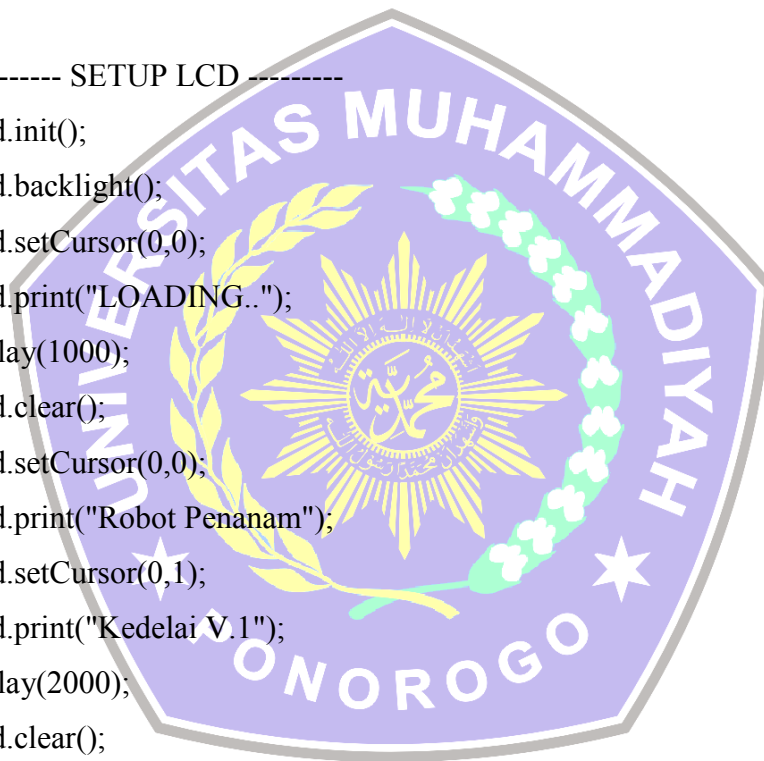 ------ SETUP LCD ---------
d.init();
d.backlight();
d.setCursor(0,0);
d.print("LOADING..");
lay(1000);
d.clear();
d.setCursor(0,0);
d.print("Robot Penanam");
d.setCursor(0,1);
d.print("Kedelai V.1");
lay(2000);
d.clear();
UNIVERSITAS MUHAMMADIYAH
PONOROGO
محمدية